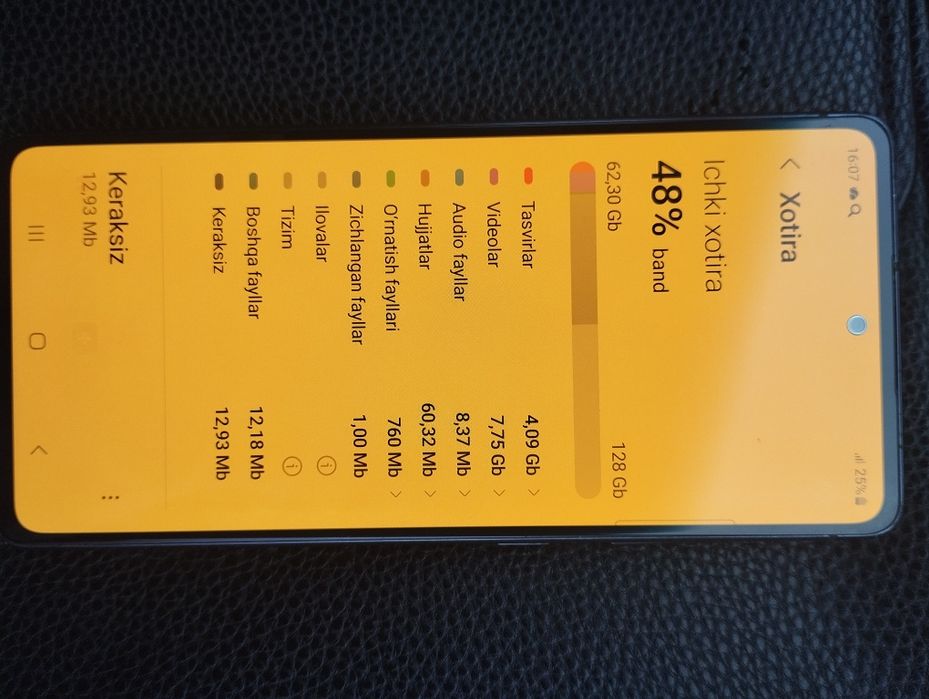 16:07
25%
Xotira
Ichki xotira
48% band
62,30 Gb 128 Gb
Tasvirlar 4,09 Gb
Videolar 7,75 Gb
Audio fayllar 8,37 Mb
Hujjatlar 60,32 Mb
O'rnatish fayllari 760 Mb
Zichlangan fayllar 1,00 Mb
Ilovalar
Tizim
Boshqa fayllar 12,18 Mb
Keraksiz 12,93 Mb
Keraksiz
12,93 Mb